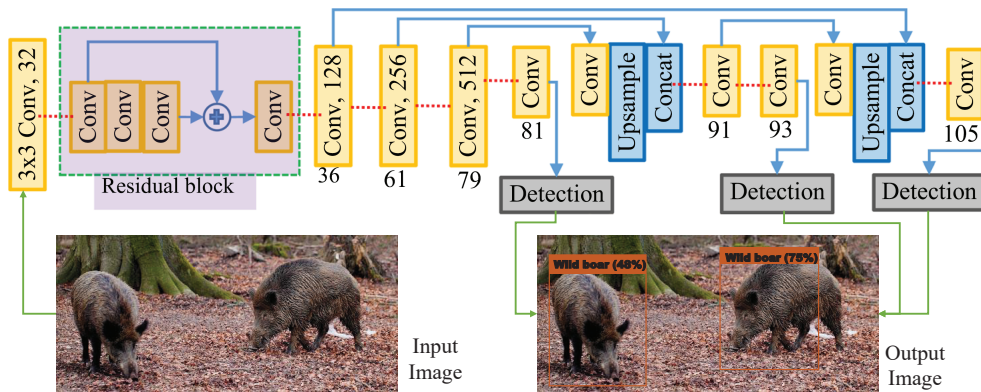 3x3 Conv, 32
Conv
Conv
Conv
Conv
Residual block
Conv, 128
36
Conv, 256
61
Conv, 512
79
Conv
81
Conv
Upsample
Concat
Conv
91
Conv
93
Conv
Upsample
Concat
Conv
105
Detection
Detection
Detection
Wild boar (48%)
Wild boar (75%)
Input
Image
Output
Image